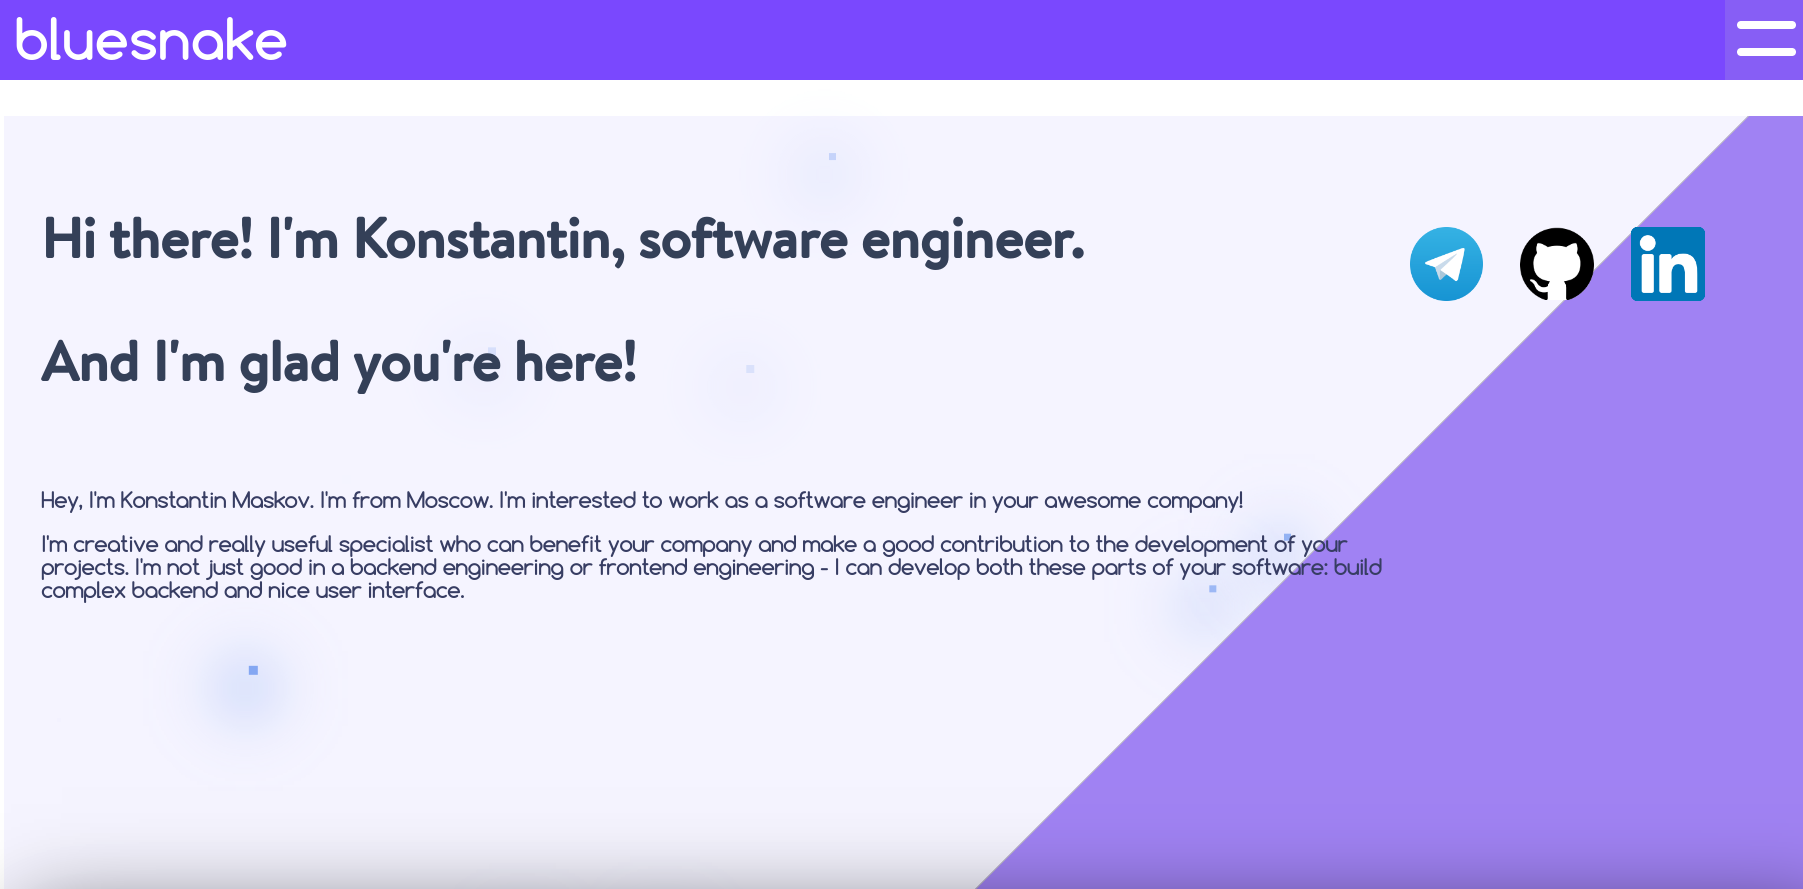 bluesnake
Hi there! I'm Konstantin, software engineer.
in
And I'm glad you're here!
Hey, I'm Konstantin Maskov. I'm from Moscow. I'm interested to work as a software engineer in your awesome company!
I'm creative and really useful specialist who can benefit your company and make a good contribution to the development of your
projects. I'm not just good in a backend engineering or frontend engineering - I can develop both these parts of your software: build
complex backend and nice user interface.